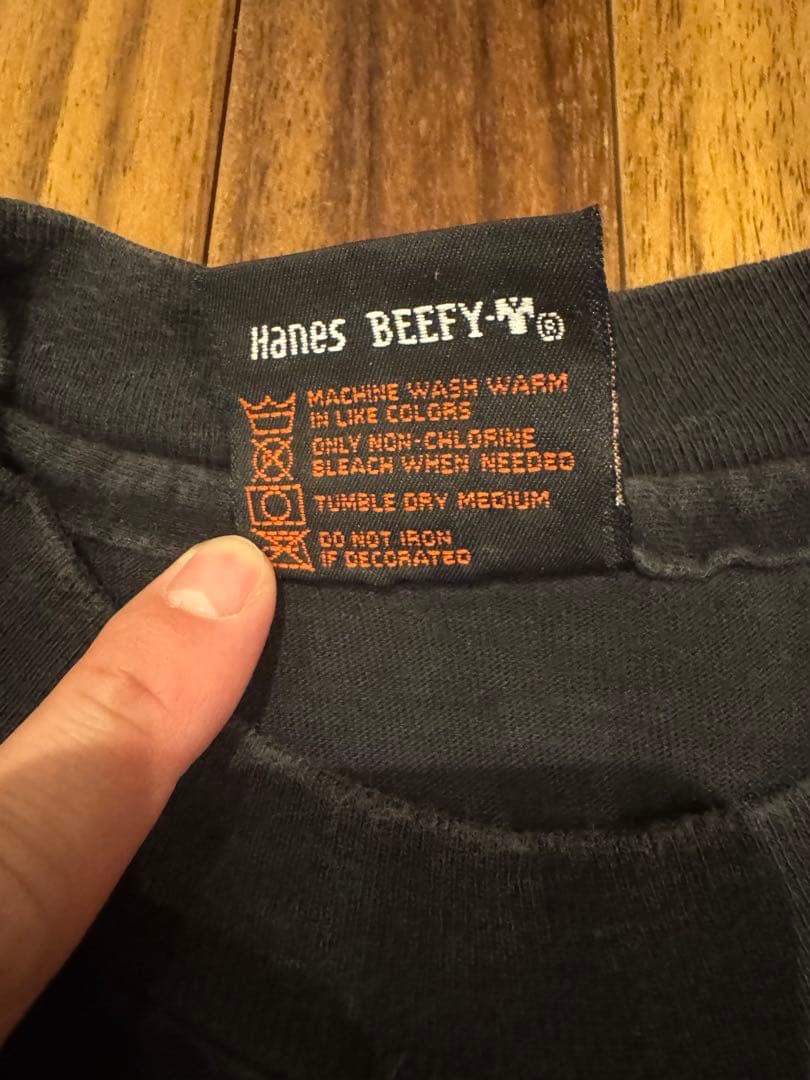 Hanes BEEFY-T®
MACHINE WASH WARM
IN LIKE COLORS
ONLY NON-CHLORINE
BLEACH WHEN NEEDED
TUMBLE DRY MEDIUM
DO NOT IRON
IF DECORATED